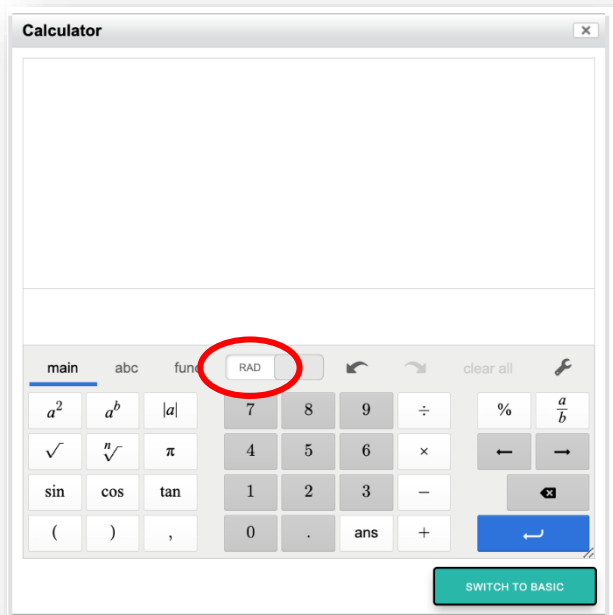 Calculator
main abc func RAD clear all
a² aᵇ |a| 7 8 9 ÷ % a/b
√ ⁿ√ π 4 5 6 × ← →
sin cos tan 1 2 3 −
( ) , 0 . ans +
SWITCH TO BASIC